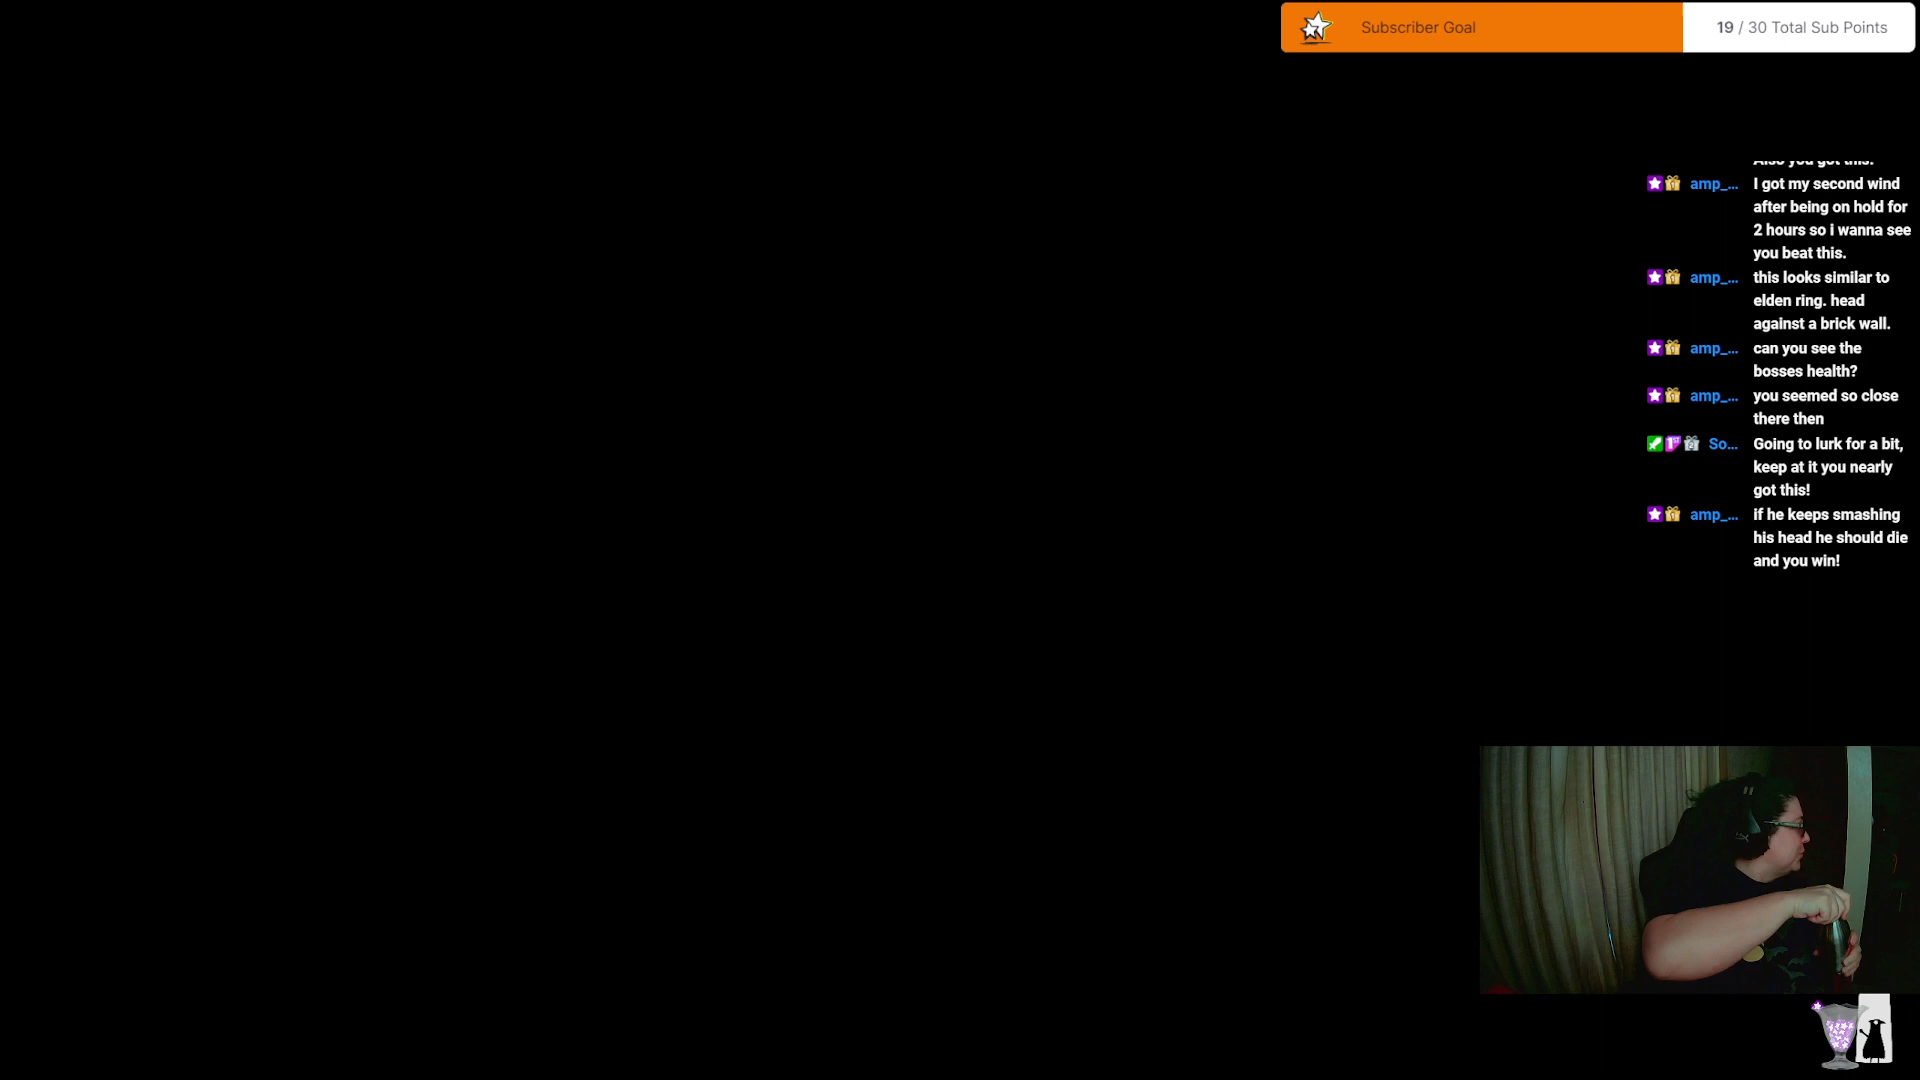 Subscriber Goal
19 / 30 Total Sub Points
Also you got this!
amp_... I got my second wind
after being on hold for
2 hours so i wanna see
you beat this.
amp_... this looks similar to
elden ring. head
against a brick wall.
amp_... can you see the
bosses health?
amp_... you seemed so close
there then
So... Going to lurk for a bit,
keep at it you nearly
got this!
amp_... if he keeps smashing
his head he should die
and you win!